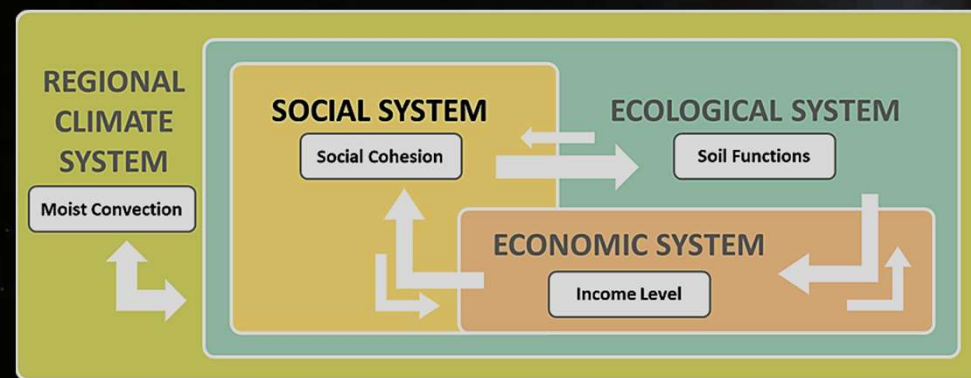 REGIONAL
CLIMATE
SYSTEM
Moist Convection
SOCIAL SYSTEM
Social Cohesion
ECOLOGICAL SYSTEM
Soil Functions
ECONOMIC SYSTEM
Income Level